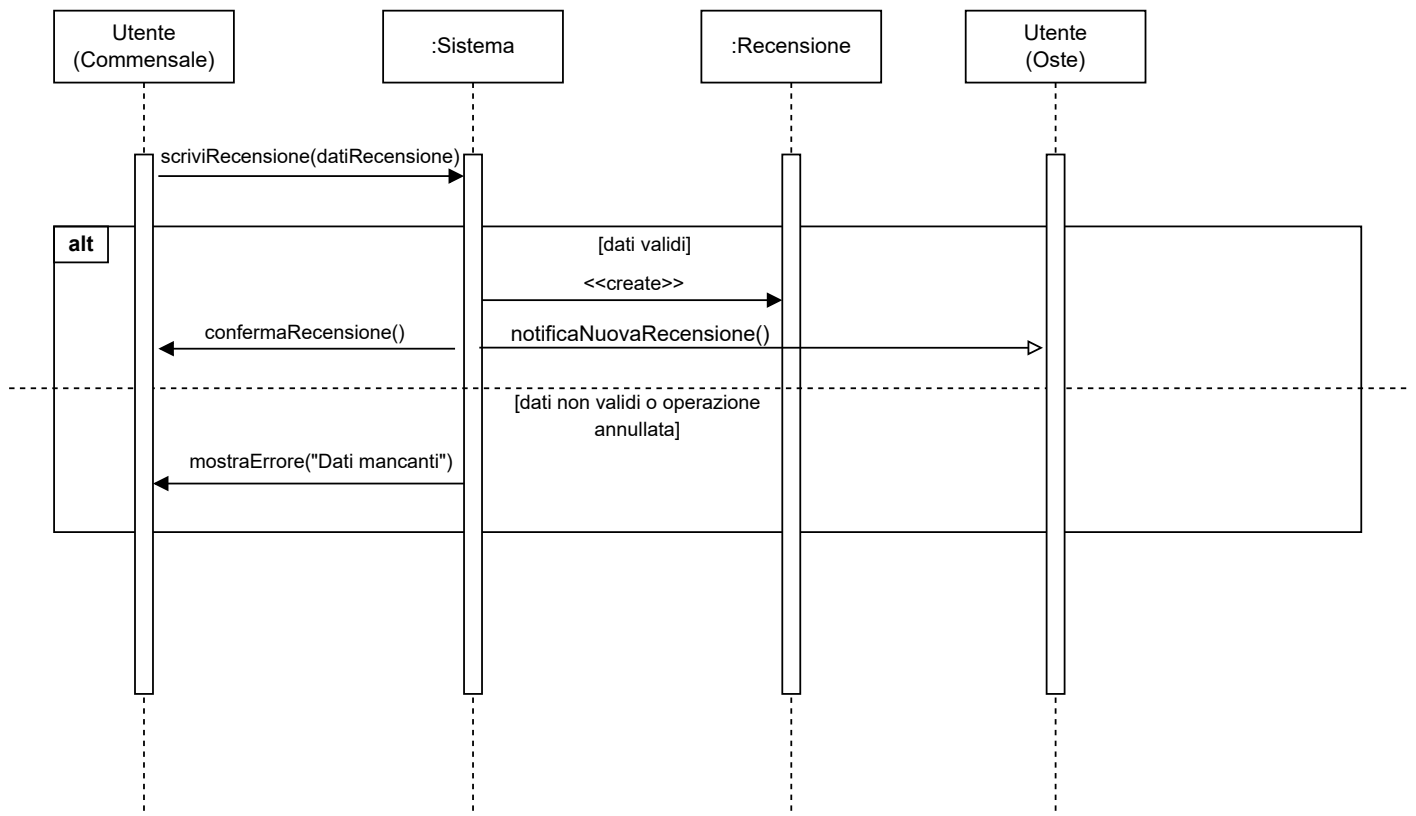 Utente
(Commensale)
:Sistema
:Recensione
Utente
(Oste)
scriviRecensione(datiRecensione)
alt
[dati validi]
<<create>>
confermaRecensione()
notificaNuovaRecensione()
[dati non validi o operazione
annullata]
mostraErrore("Dati mancanti")